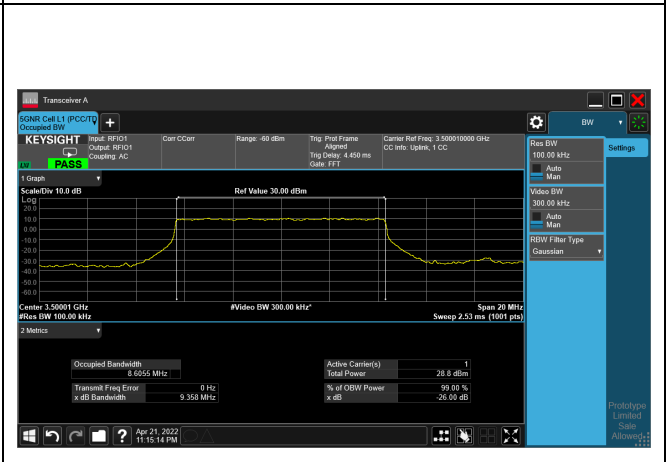 Transceiver A
5GNR Cell L1 (PCC/TD
Occupied BW
+
BW
KEYSIGHT
LW
PASS
Input: RFIO1
Output: RFIO1
Coupling: AC
Corr CCorr
Range: -60 dBm
Trig: Prot Frame
Aligned
Trig Delay: 4.450 ms
Gate: FFT
Carrier Ref Freq: 3.500010000 GHz
CC Info: Uplink, 1 CC
1 Graph
Scale/Div 10.0 dB
Ref Value 30.00 dBm
Log
20.0
10.0
0.00
-10.0
-20.0
-30.0
-40.0
-50.0
-60.0
Center 3.50001 GHz
#Video BW 300.00 kHz*
Span 20 MHz
#Res BW 100.00 kHz
Sweep 2.53 ms (1001 pts)
2 Metrics
Occupied Bandwidth
8.6055 MHz
Active Carrier(s) 1
Total Power 28.8 dBm
Transmit Freq Error 0 Hz
x dB Bandwidth 9.358 MHz
% of OBW Power 99.00 %
x dB -26.00 dB
Res BW
100.00 kHz
Auto
Man
Video BW
300.00 kHz
Auto
Man
RBW Filter Type
Gaussian
Settings
Prototype
Limited
Sale
Allowed
?
Apr 21, 2022
11:15:14 PM